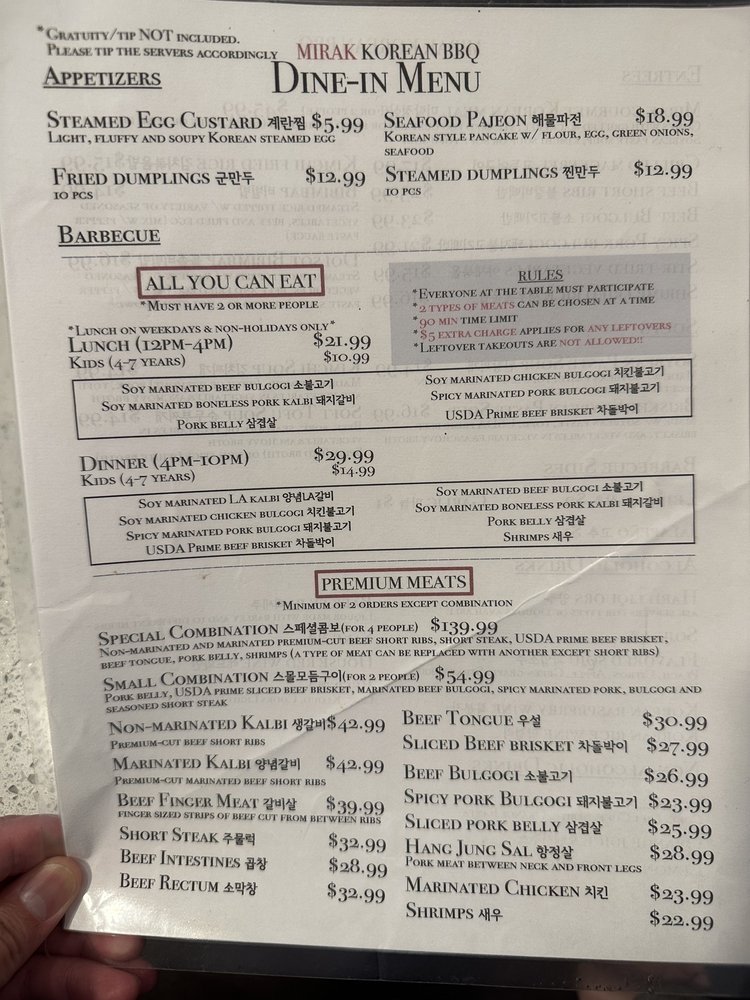 *Gratuity/tip NOT included.
Please tip the servers accordingly
MIRAK KOREAN BBQ
Dine-in Menu
Appetizers
Steamed Egg Custard 계란찜 $5.99
Light, fluffy and soupy Korean steamed egg
Seafood Pajeon 해물파전 $18.99
Korean style pancake w/ flour, egg, green onions,
seafood
Fried dumplings 군만두 $12.99
10 pcs
Steamed dumplings 찐만두 $12.99
10 pcs
Barbecue
ALL YOU CAN EAT
*Must have 2 or more people
RULES
*Everyone at the table must participate
*2 types of meats can be chosen at a time
*90 min time limit
*$5 extra charge applies for any leftovers
*Leftover takeouts are not allowed!!
*Lunch on weekdays & non-holidays only*
Lunch (12pm-4pm) $21.99
Kids (4-7 years) $10.99
Soy marinated beef bulgogi 소불고기
Soy marinated boneless pork kalbi 돼지갈비
Pork belly 삼겹살
Soy marinated chicken bulgogi 치킨불고기
Spicy marinated pork bulgogi 돼지불고기
USDA Prime beef brisket 차돌박이
Dinner (4pm-10pm) $29.99
Kids (4-7 years) $14.99
Soy marinated LA kalbi 양념LA갈비
Soy marinated chicken bulgogi 치킨불고기
Spicy marinated pork bulgogi 돼지불고기
USDA Prime beef brisket 차돌박이
Soy marinated beef bulgogi 소불고기
Soy marinated boneless pork kalbi 돼지갈비
Pork belly 삼겹살
Shrimps 새우
PREMIUM MEATS
*Minimum of 2 orders except combination
Special Combination 스페셜콤보(for 4 people) $139.99
Non-marinated and marinated premium-cut beef short ribs, short steak, USDA prime beef brisket,
beef tongue, pork belly, shrimps (a type of meat can be replaced with another except short ribs)
Small Combination 스몰모듬구이(for 2 people) $54.99
Pork belly, USDA prime sliced beef brisket, marinated beef bulgogi, spicy marinated pork, bulgogi and
seasoned short steak
Non-marinated Kalbi 생갈비 $42.99
Premium-cut beef short ribs
Marinated Kalbi 양념갈비 $42.99
Premium-cut marinated beef short ribs
Beef Finger Meat 갈비살 $39.99
finger sized strips of beef cut from between ribs
Short Steak 주물럭 $32.99
Beef Intestines 곱창 $28.99
Beef Rectum 소막창 $32.99
Beef Tongue 우설 $30.99
Sliced Beef brisket 차돌박이 $27.99
Beef Bulgogi 소불고기 $26.99
Spicy pork Bulgogi 돼지불고기 $23.99
Sliced pork belly 삼겹살 $25.99
Hang Jung Sal 항정살 $28.99
Pork meat between neck and front legs
Marinated Chicken 치킨 $23.99
Shrimps 새우 $22.99